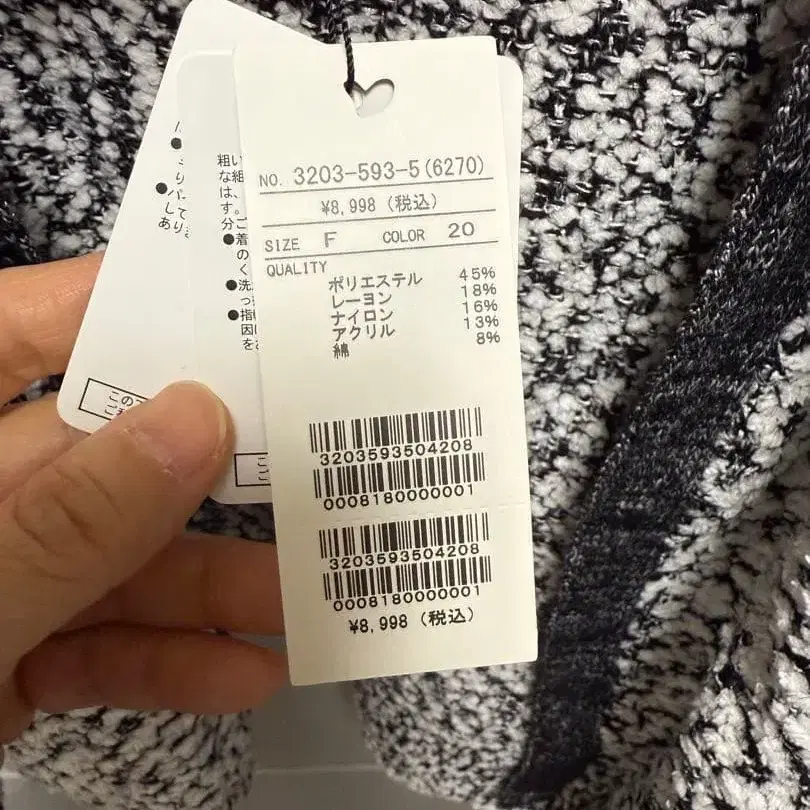 NO. 3203-593-5(6270)
¥8,998 (税込)
SIZE F COLOR 20
QUALITY
ポリエステル 45%
レーヨン 18%
ナイロン 16%
アクリル 13%
綿 8%
3203593504208
0008180000001
3203593504208
0008180000001
¥8,998 (税込)